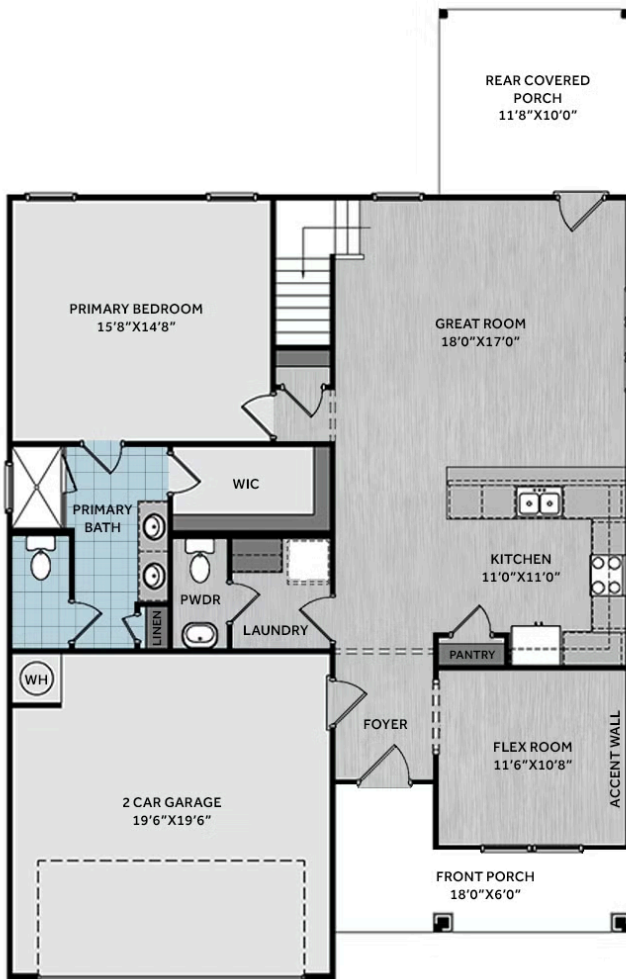 REAR COVERED
PORCH
11'8"X10'0"
PRIMARY BEDROOM
15'8"X14'8"
GREAT ROOM
18'0"X17'0"
PRIMARY
BATH
WIC
KITCHEN
11'0"X11'0"
PWDR
LAUNDRY
LINEN
PANTRY
WH
FOYER
FLEX ROOM
11'6"X10'8"
ACCENT WALL
2 CAR GARAGE
19'6"X19'6"
FRONT PORCH
18'0"X6'0"